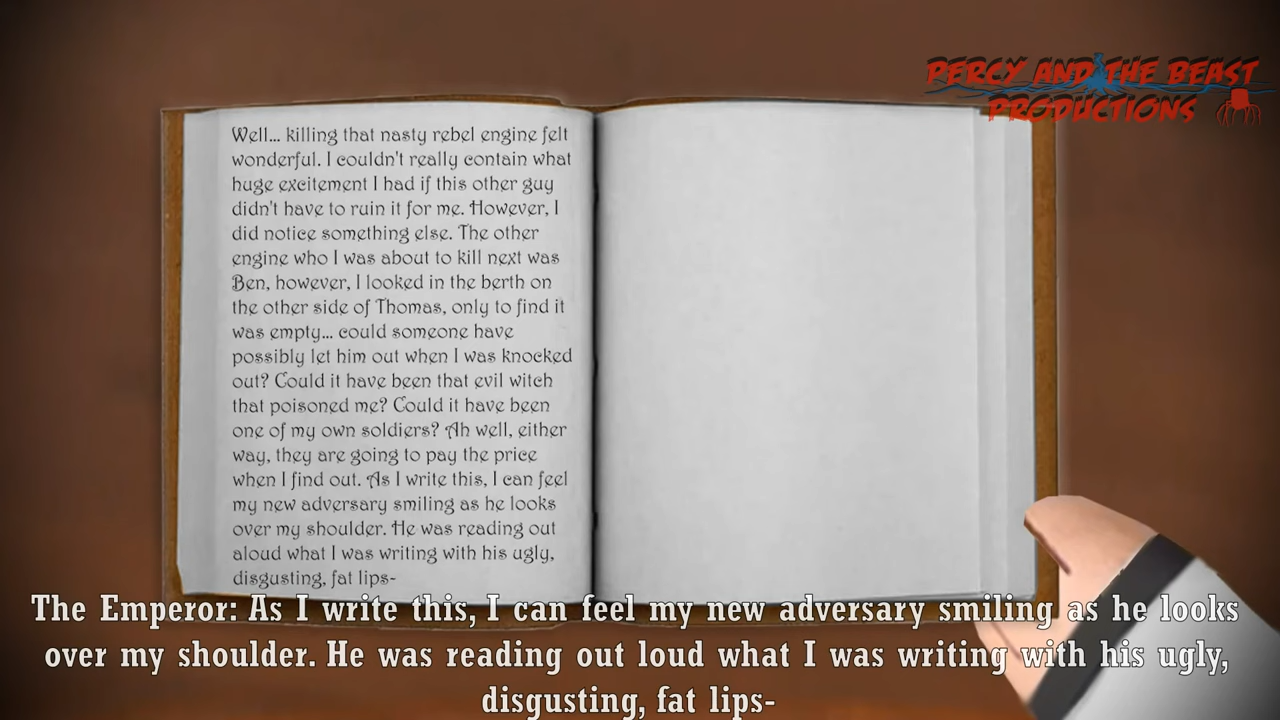 PERCY AND THE BEAST
PRODUCTIONS
Well... killing that nasty rebel engine felt
wonderful. I couldn't really contain what
huge excitement I had if this other guy
didn't have to ruin it for me. However, I
did notice something else. The other
engine who I was about to kill next was
Ben, however, I looked in the berth on
the other side of Thomas, only to find it
was empty... could someone have
possibly let him out when I was knocked
out? Could it have been that evil witch
that poisoned me? Could it have been
one of my own soldiers? Ah well, either
way, they are going to pay the price
when I find out. As I write this, I can feel
my new adversary smiling as he looks
over my shoulder. He was reading out
aloud what I was writing with his ugly,
disgusting, fat lips-
The Emperor: As I write this, I can feel my new adversary smiling as he looks
over my shoulder. He was reading out loud what I was writing with his ugly,
disgusting, fat lips-